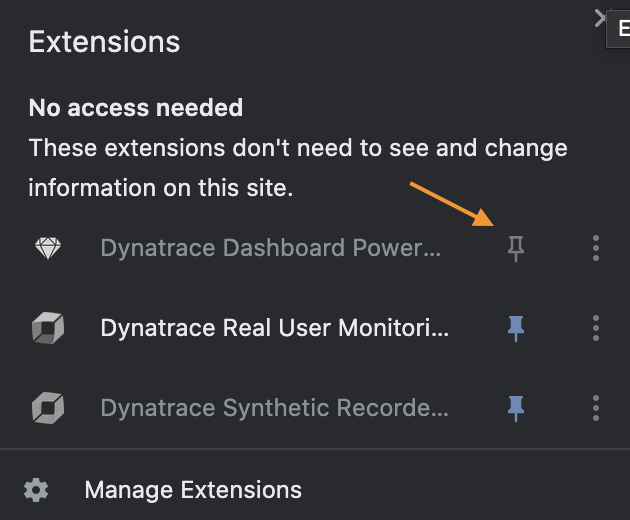 Extensions
E
No access needed
These extensions don't need to see and change
information on this site.
Dynatrace Dashboard Power...
Dynatrace Real User Monitori...
Dynatrace Synthetic Recorde...
Manage Extensions